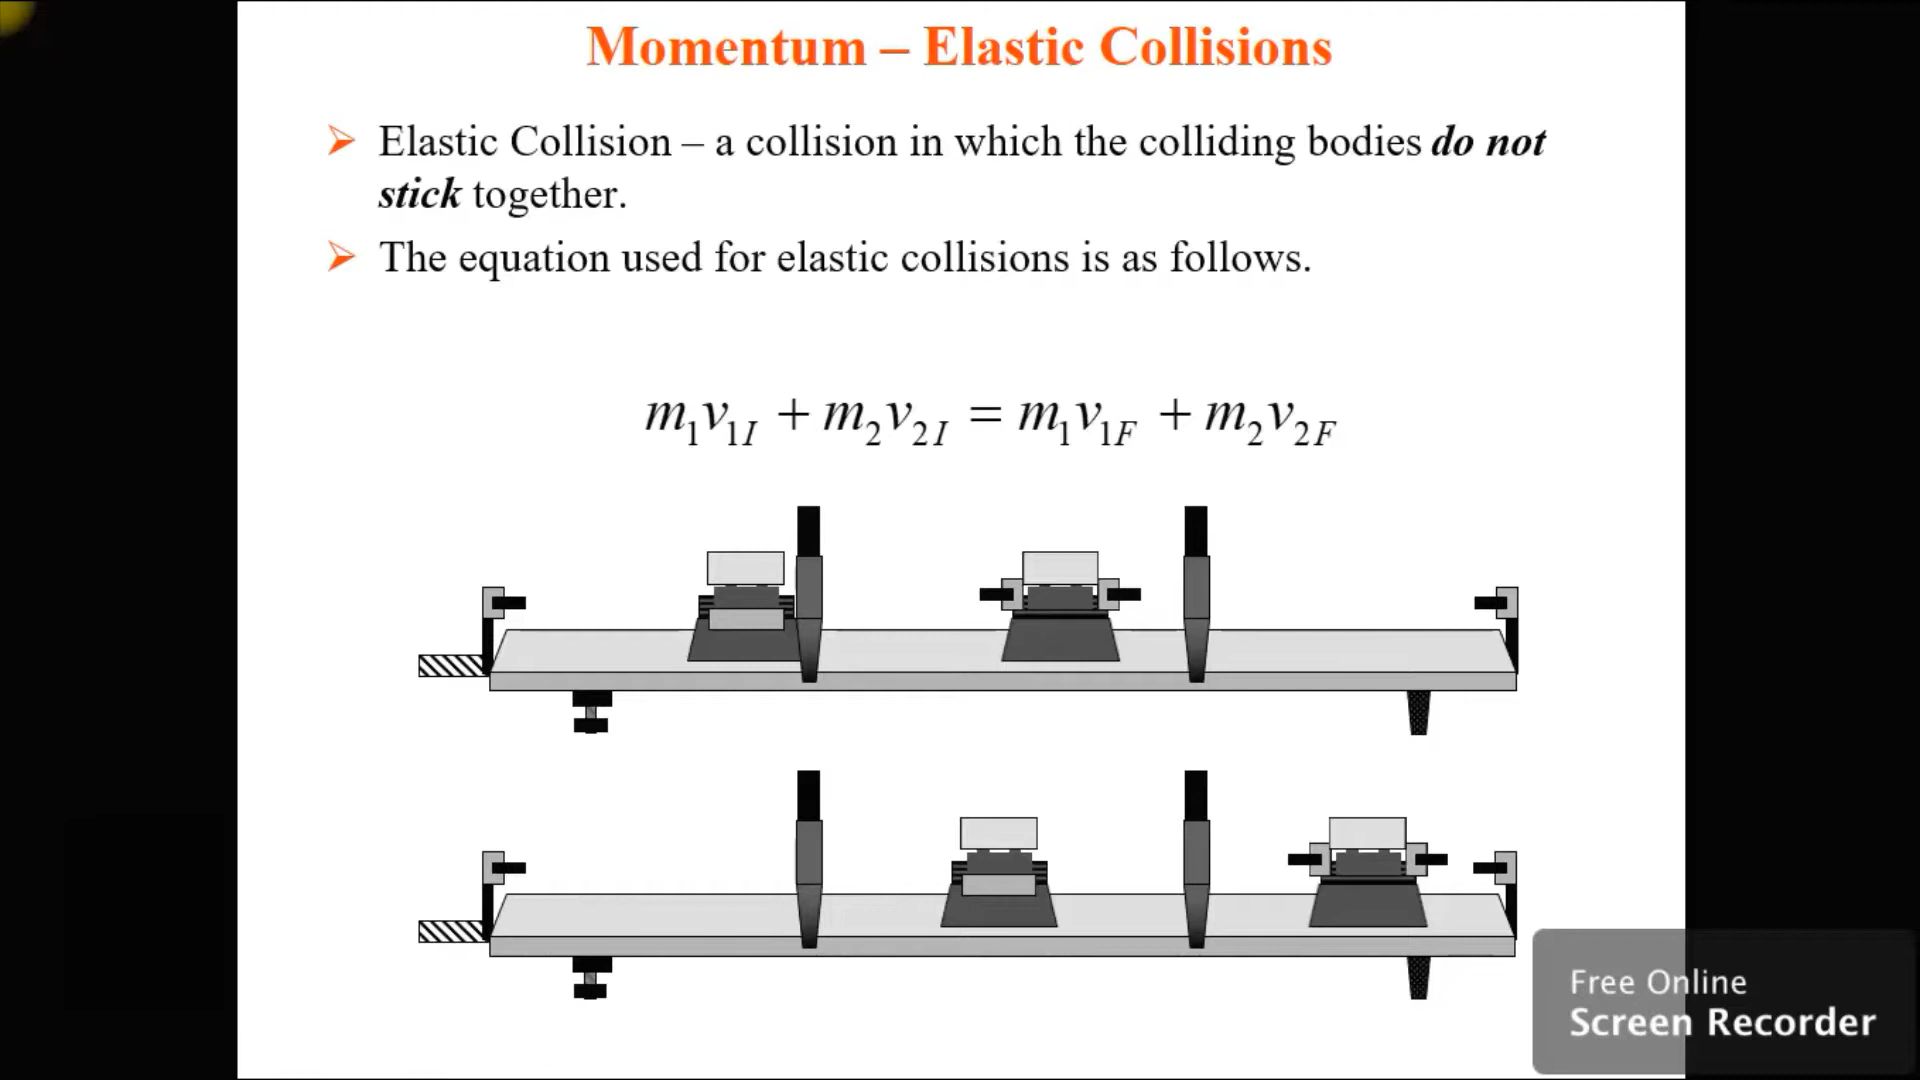 Momentum – Elastic Collisions
➢ Elastic Collision – a collision in which the colliding bodies do not
stick together.
➢ The equation used for elastic collisions is as follows.
m₁v₁I + m₂v₂I = m₁v₁F + m₂v₂F
Free Online
Screen Recorder